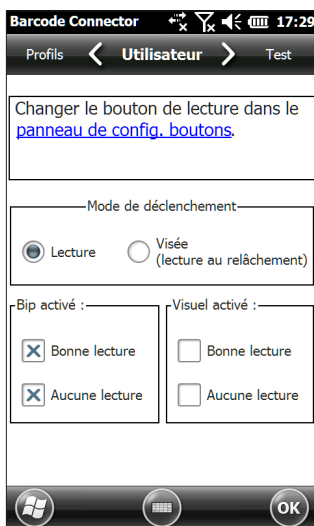 Barcode Connector 17:29
Profils Utilisateur Test
Changer le bouton de lecture dans le
panneau de config. boutons.
Mode de déclenchement
Lecture
Visée
(lecture au relâchement)
Bip activé :
Bonne lecture
Aucune lecture
Visuel activé :
Bonne lecture
Aucune lecture
OK